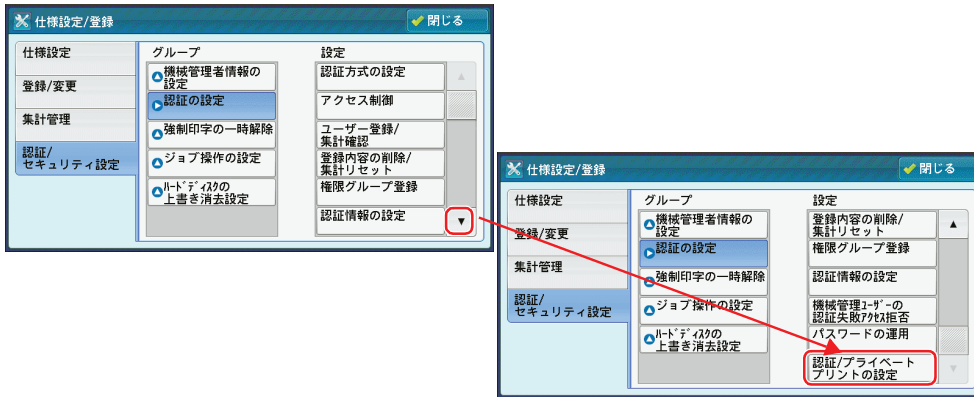 仕様設定/登録
閉じる
仕様設定
登録/変更
集計管理
認証/
セキュリティ設定
グループ
機械管理者情報の
設定
認証の設定
強制印字の一時解除
ジョブ操作の設定
ﾊｰﾄﾞﾃﾞｨｽｸの
上書き消去設定
設定
認証方式の設定
アクセス制御
ユーザー登録/
集計確認
登録内容の削除/
集計リセット
権限グループ登録
認証情報の設定
仕様設定/登録
閉じる
仕様設定
登録/変更
集計管理
認証/
セキュリティ設定
グループ
機械管理者情報の
設定
認証の設定
強制印字の一時解除
ジョブ操作の設定
ﾊｰﾄﾞﾃﾞｨｽｸの
上書き消去設定
設定
登録内容の削除/
集計リセット
権限グループ登録
認証情報の設定
機械管理ﾕｰｻﾞｰの
認証失敗ｱｸｾｽ拒否
パスワードの運用
認証/プライベート
プリントの設定